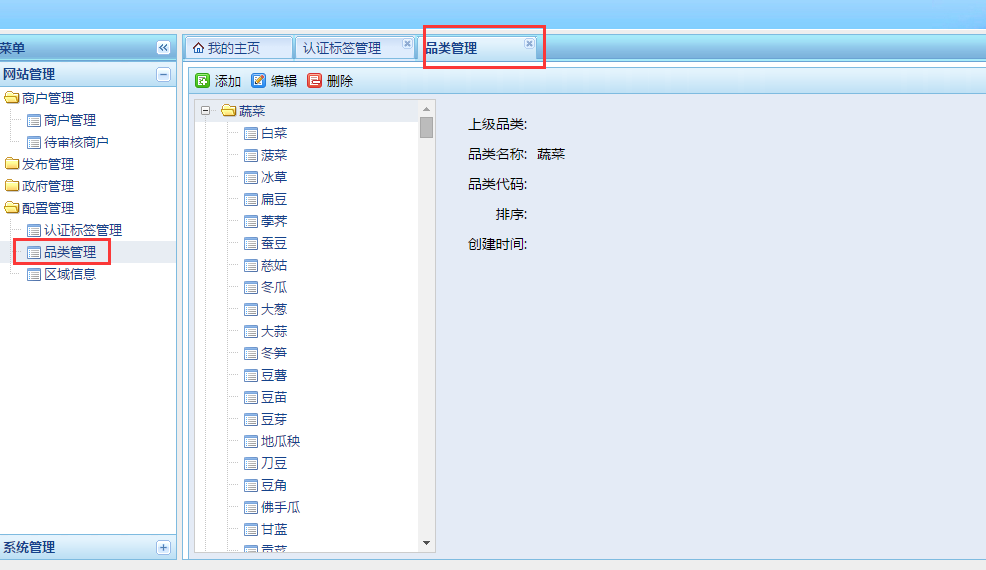 菜单
网站管理
商户管理
商户管理
待审核商户
发布管理
政府管理
配置管理
认证标签管理
品类管理
区域信息
系统管理
我的主页 认证标签管理 品类管理
添加 编辑 删除
蔬菜
白菜
菠菜
冰草
扁豆
荸荠
蚕豆
慈姑
冬瓜
大葱
大蒜
冬笋
豆薯
豆苗
豆芽
地瓜秧
刀豆
豆角
佛手瓜
甘蓝
上级品类:
品类名称: 蔬菜
品类代码:
排序:
创建时间: